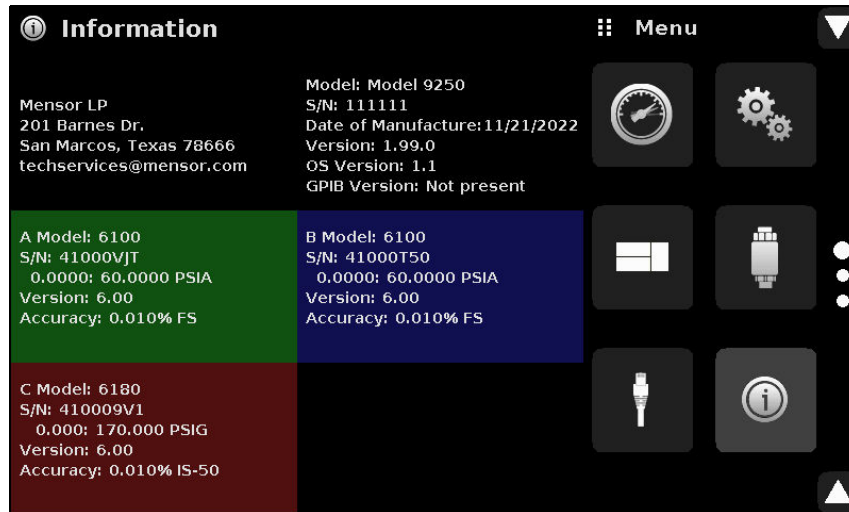 Information
Menu
Mensor LP
201 Barnes Dr.
San Marcos, Texas 78666
techservices@mensor.com
Model: Model 9250
S/N: 111111
Date of Manufacture:11/21/2022
Version: 1.99.0
OS Version: 1.1
GPIB Version: Not present
A Model: 6100
S/N: 41000VJT
0.0000: 60.0000 PSIA
Version: 6.00
Accuracy: 0.010% FS
B Model: 6100
S/N: 41000T50
0.0000: 60.0000 PSIA
Version: 6.00
Accuracy: 0.010% FS
C Model: 6180
S/N: 410009V1
0.000: 170.000 PSIG
Version: 6.00
Accuracy: 0.010% IS-50